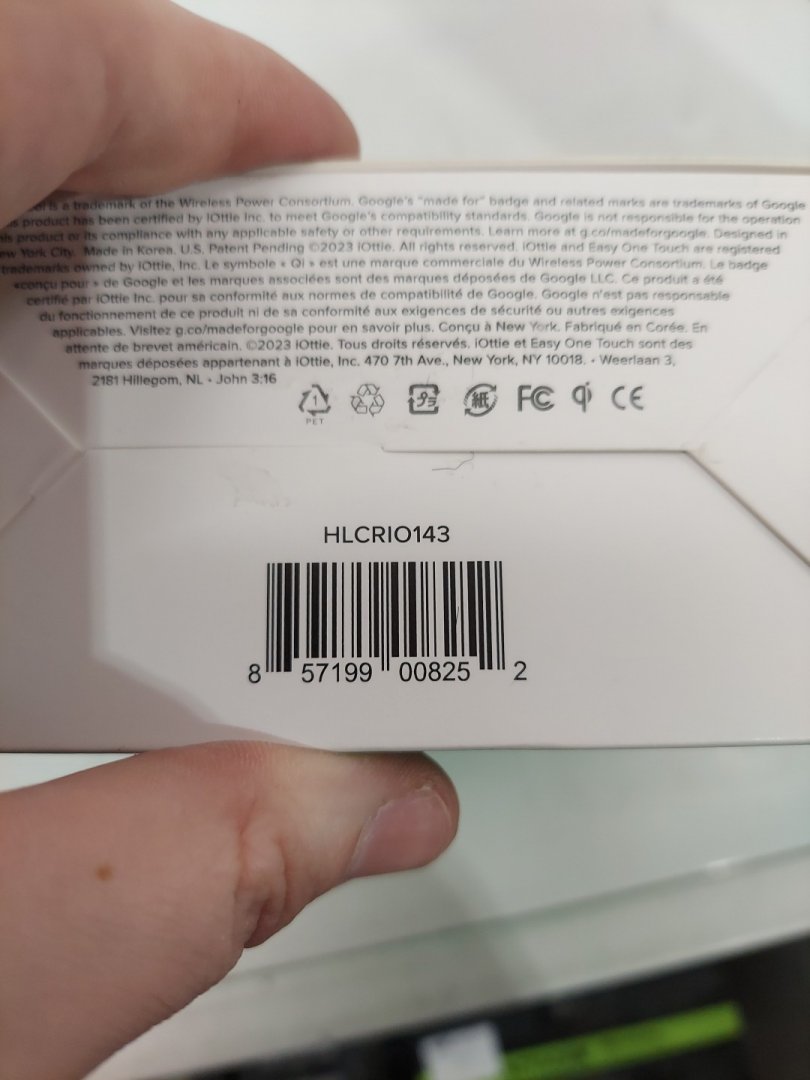 is a trademark of the Wireless Power Consortium. Google's "made for" badge and related marks are trademarks of Google
product has been certified by iOttie Inc. to meet Google's compatibility standards. Google is not responsible for the operation
product or its compliance with any applicable safety or other requirements. Learn more at g.co/madeforgoogle. Designed in
York City. Made in Korea. U.S. Patent Pending ©2023 iOttie. All rights reserved. iOttie and Easy One Touch are registered
trademarks owned by iOttie, Inc. Le symbole « Qi » est une marque commerciale du Wireless Power Consortium. Le badge
«conçu pour » de Google et les marques associées sont des marques déposées de Google LLC. Ce produit a été
certifié par iOttie Inc. pour sa conformité aux normes de compatibilité de Google. Google n'est pas responsable
du fonctionnement de ce produit ni de sa conformité aux exigences de sécurité ou autres exigences
applicables. Visitez g.co/madeforgoogle pour en savoir plus. Conçu à New York. Fabriqué en Corée. En
attente de brevet américain. ©2023 iOttie. Tous droits réservés. iOttie et Easy One Touch sont des
marques déposées appartenant à iOttie, Inc. 470 7th Ave., New York, NY 10018. • Weerlaan 3,
2181 Hillegom, NL • John 3:16
1 PET プラ 紙 FC qi CE
HLCRIO143
8 57199 00825 2